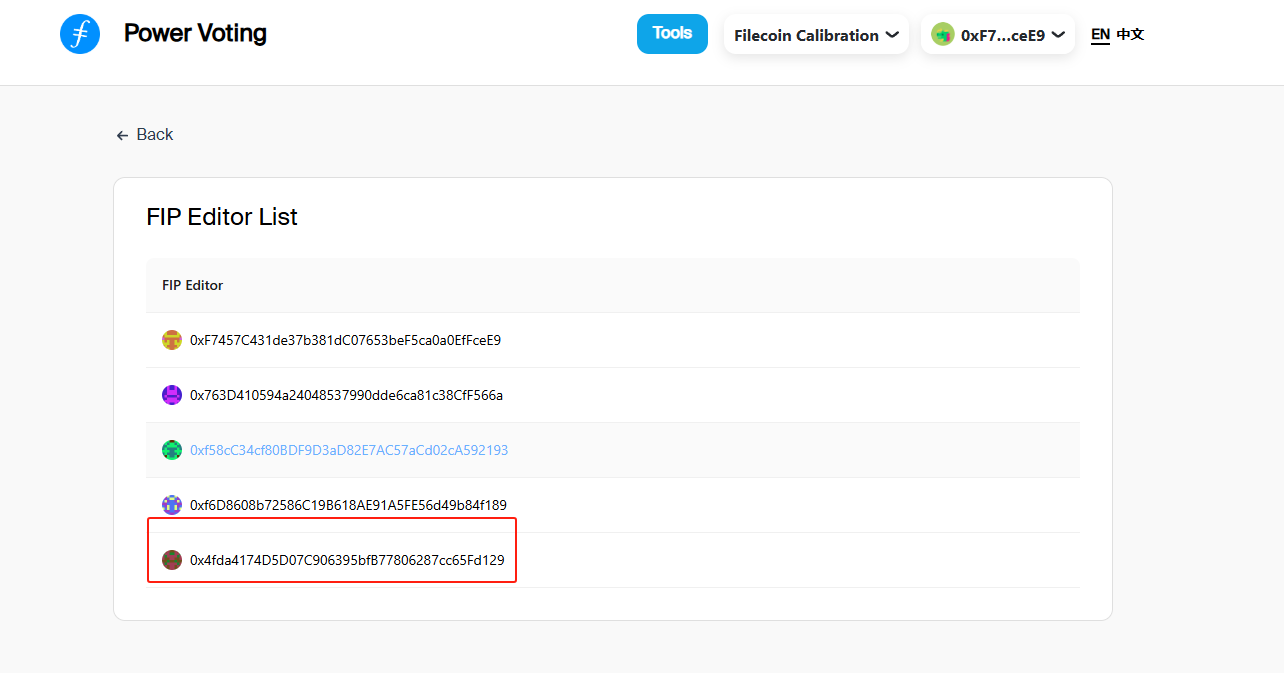 Power Voting
Tools
Filecoin Calibration
0xF7...ceE9
EN 中文
← Back
FIP Editor List
FIP Editor
0xF7457C431de37b381dC07653beF5ca0a0EfFceE9
0x763D410594a24048537990dde6ca81c38CfF566a
0xf58cC34cf80BDF9D3aD82E7AC57aCd02cA592193
0xf6D8608b72586C19B618AE91A5FE56d49b84f189
0x4fda4174D5D07C906395bfB77806287cc65Fd129